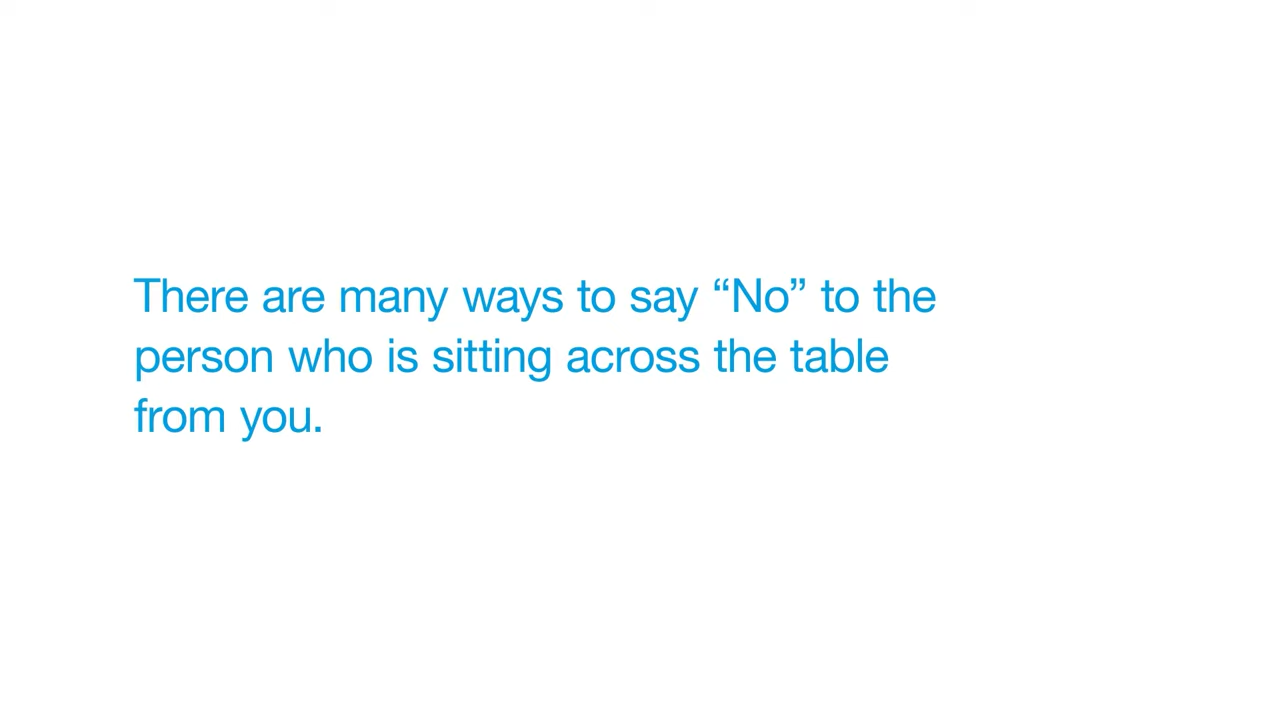 There are many ways to say “No” to the
person who is sitting across the table
from you.